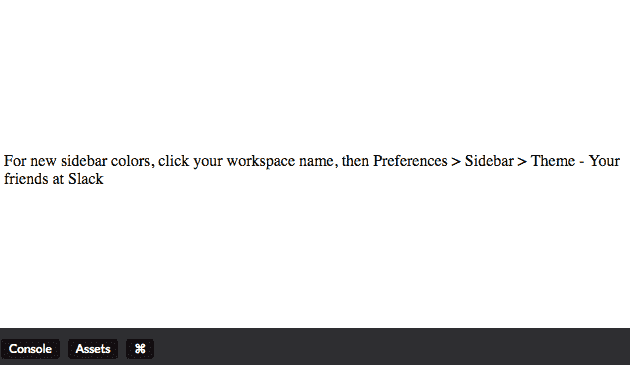 For new sidebar colors, click your workspace name, then Preferences > Sidebar > Theme - Your
friends at Slack
Console Assets ⌘